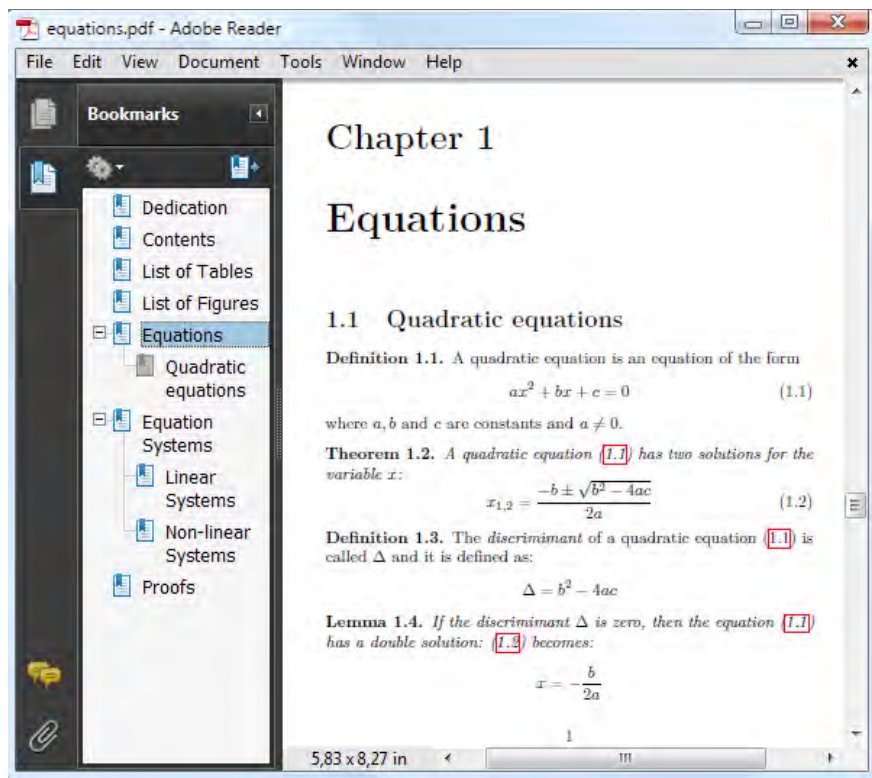 equations.pdf - Adobe Reader
File Edit View Document Tools Window Help
Bookmarks
Dedication
Contents
List of Tables
List of Figures
Equations
Quadratic
equations
Equation
Systems
Linear
Systems
Non-linear
Systems
Proofs
Chapter 1
Equations
1.1 Quadratic equations
Definition 1.1. A quadratic equation is an equation of the form
ax² + bx + c = 0 (1.1)
where a, b and c are constants and a ≠ 0.
Theorem 1.2. A quadratic equation (1.1) has two solutions for the
variable x:
x₁,₂ = (-b ± √(b² − 4ac)) / 2a (1.2)
Definition 1.3. The discrimimant of a quadratic equation (1.1) is
called Δ and it is defined as:
Δ = b² − 4ac
Lemma 1.4. If the discrimimant Δ is zero, then the equation (1.1)
has a double solution: (1.2) becomes:
x = − b / 2a
1
5,83 x 8,27 in